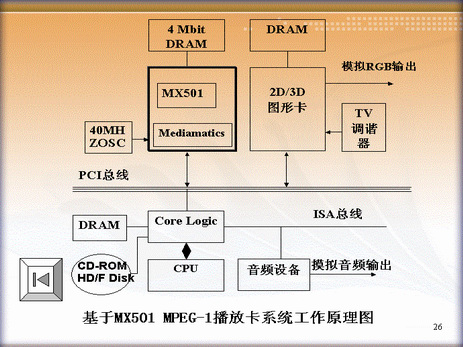 4 Mbit
DRAM
DRAM
MX501
Mediamatics
2D/3D
图形卡
模拟RGB输出
TV
调谐
器
40MH
ZOSC
PCI总线
ISA总线
DRAM
Core Logic
CD-ROM
HD/F Disk
CPU
音频设备
模拟音频输出
基于MX501 MPEG-1播放卡系统工作原理图
26